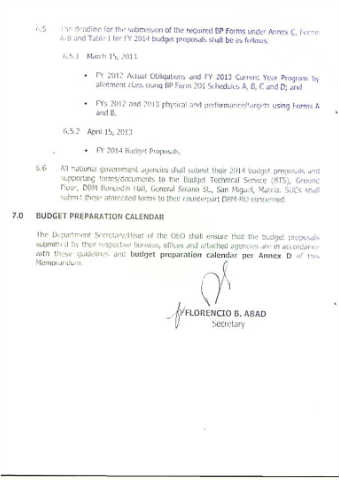 6.5 The deadline for the submission of the required BP Forms under Annex C, Forms
A-B and Table I for FY 2014 budget proposals shall be as follows:
6.5.1 March 15, 2013
• FY 2012 Actual Obligations and FY 2013 Current Year Program by
allotment class using BP Form 201 Schedules A, B, C and D; and
• FYs 2012 and 2013 physical and performance targets using Forms A
and B.
6.5.2 April 15, 2013
• FY 2014 Budget Proposals.
6.6 All national government agencies shall submit their 2014 budget proposals and
supporting forms/documents to the Budget Technical Service (BTS), Ground
Floor, DBM Boncodin Hall, General Solano St., San Miguel, Manila. SUCs shall
submit these forms to their counterpart DBM-RO concerned.
7.0 BUDGET PREPARATION CALENDAR
The Department Secretary/Head of the OEO shall ensure that the budget proposals
submitted by their respective bureaus, offices and attached agencies are in accordance
with these guidelines and budget preparation calendar per Annex D of this
Memorandum.
FLORENCIO B. ABAD
Secretary